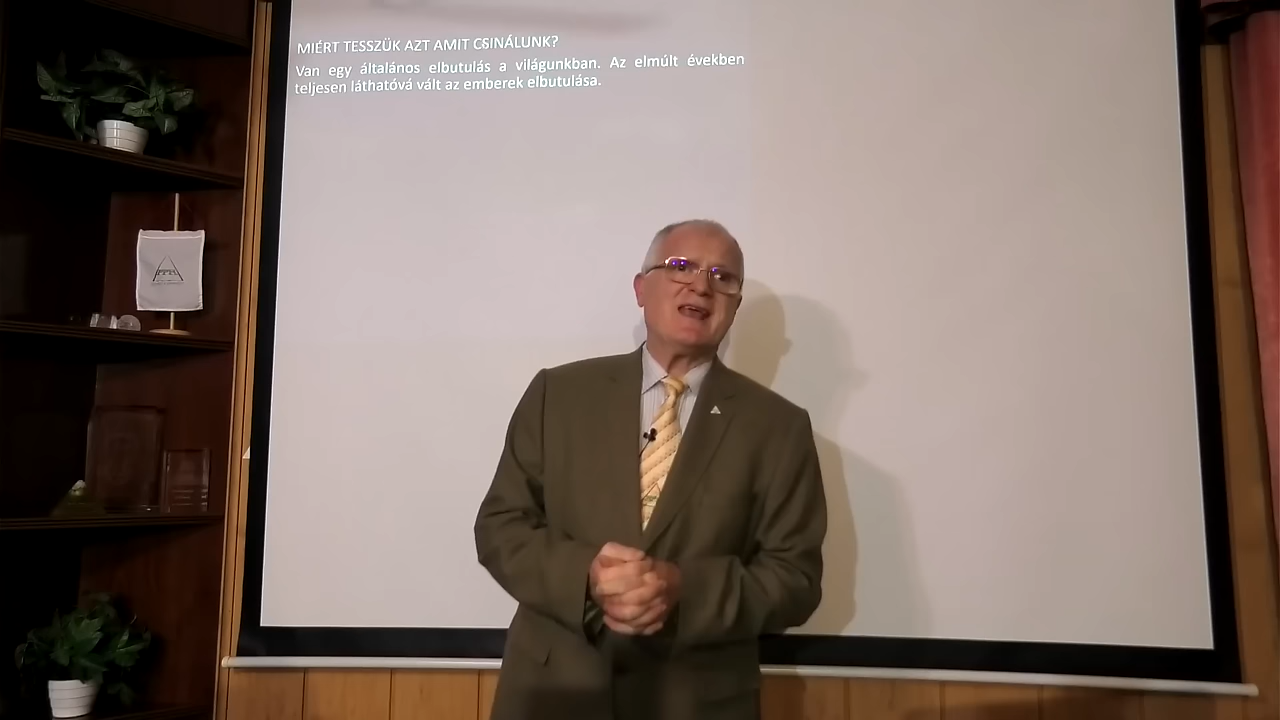 MIÉRT TESSZÜK AZT AMIT CSINÁLUNK?
Van egy általános elbutulás a világunkban. Az elmúlt években
teljesen láthatóvá vált az emberek elbutulása.